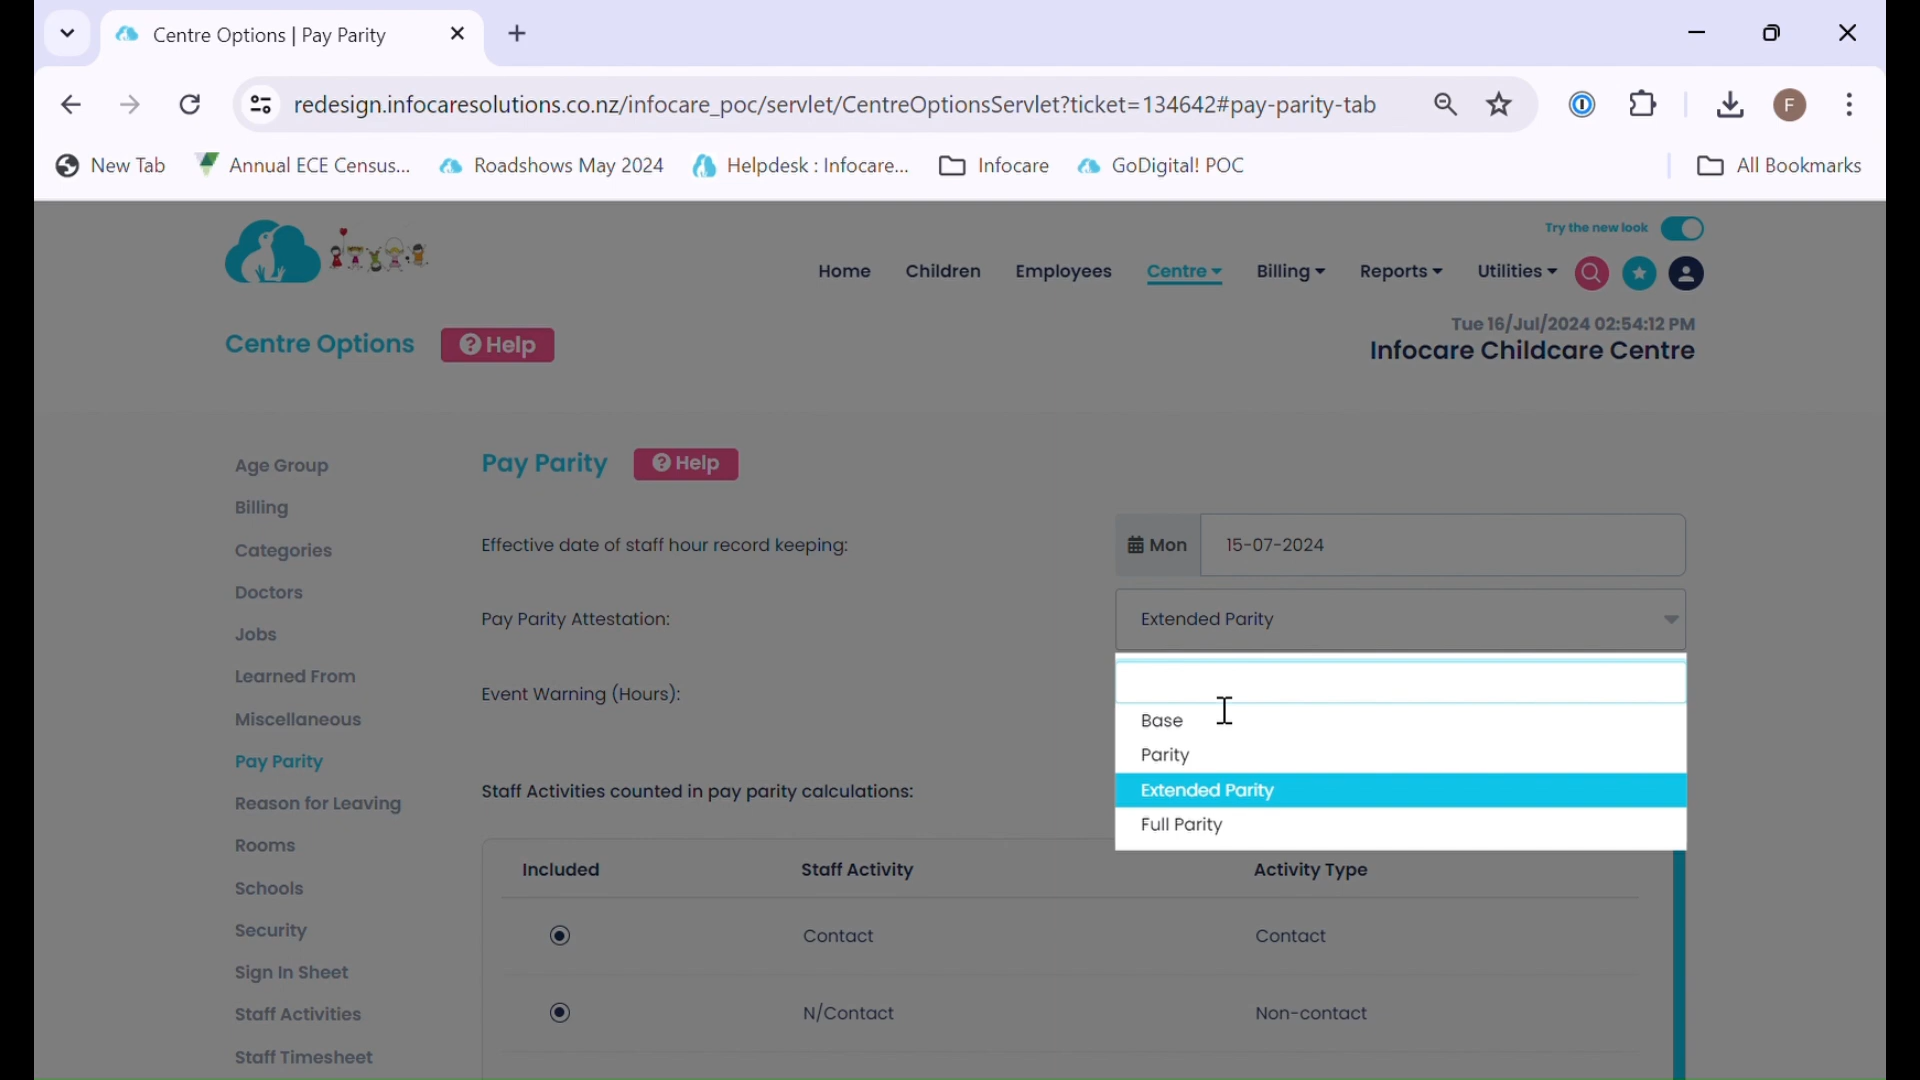 Centre Options | Pay Parity
redesign.infocaresolutions.co.nz/infocare_poc/servlet/CentreOptionsServlet?ticket=134642#pay-parity-tab
F
New Tab Annual ECE Census... Roadshows May 2024 Helpdesk : Infocare... Infocare GoDigital! POC All Bookmarks
Try the new look
Home Children Employees Centre Billing Reports Utilities
Tue 16/Jul/2024 02:54:12 PM
Centre Options Help
Infocare Childcare Centre
Age Group
Billing
Categories
Doctors
Jobs
Learned From
Miscellaneous
Pay Parity
Reason for Leaving
Rooms
Schools
Security
Sign In Sheet
Staff Activities
Staff Timesheet
Pay Parity Help
Effective date of staff hour record keeping: Mon 15-07-2024
Pay Parity Attestation: Extended Parity
Event Warning (Hours):
Base
Parity
Extended Parity
Full Parity
Staff Activities counted in pay parity calculations:
Included Staff Activity Activity Type
Contact Contact
N/Contact Non-contact